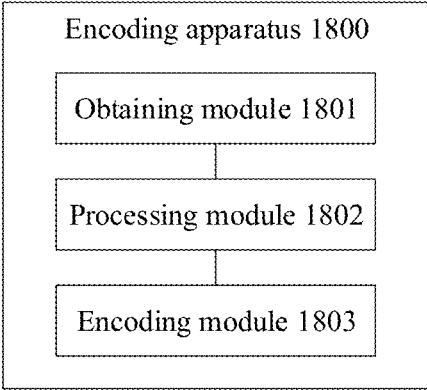 Encoding apparatus 1800
Obtaining module 1801
Processing module 1802
Encoding module 1803